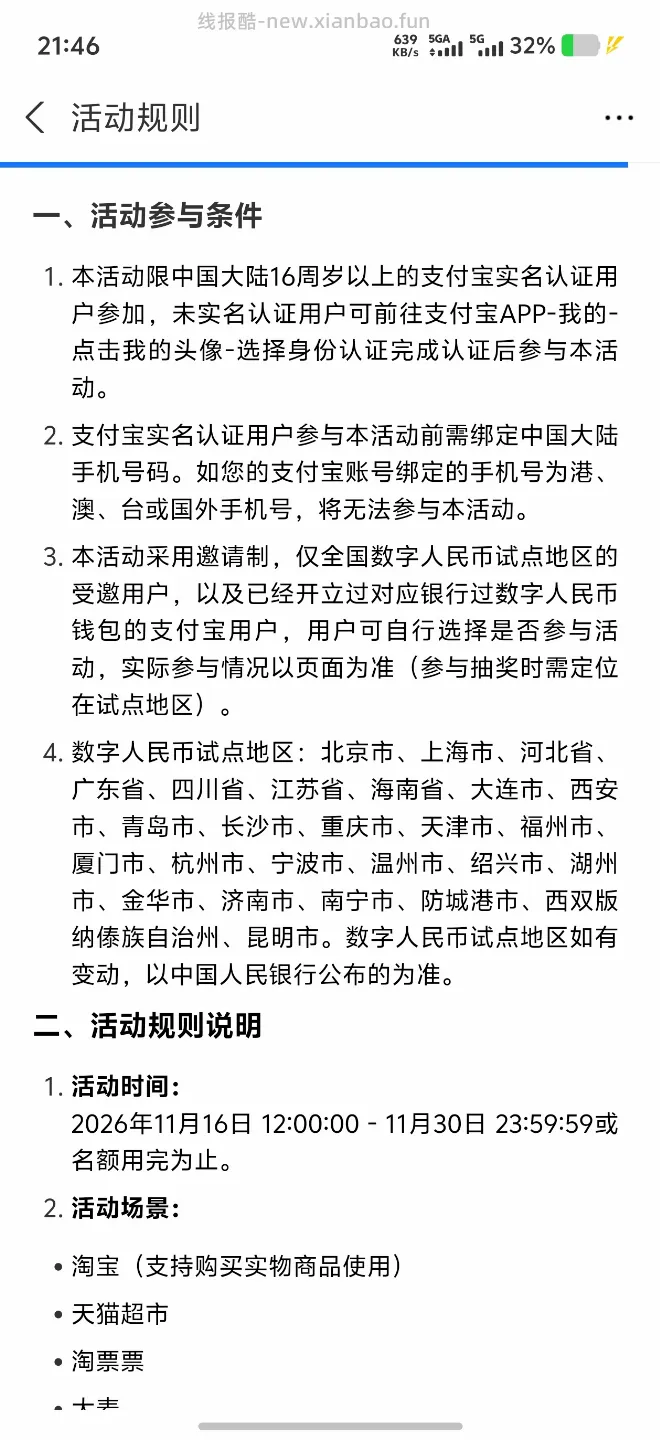 线报酷-new.xianbao.fun
21:46
639 KB/s 5GA 5G 32%
活动规则
一、活动参与条件
1. 本活动限中国大陆16周岁以上的支付宝实名认证用
户参加，未实名认证用户可前往支付宝APP-我的-
点击我的头像-选择身份认证完成认证后参与本活
动。
2. 支付宝实名认证用户参与本活动前需绑定中国大陆
手机号码。如您的支付宝账号绑定的手机号为港、
澳、台或国外手机号，将无法参与本活动。
3. 本活动采用邀请制，仅全国数字人民币试点地区的
受邀用户，以及已经开立过对应银行过数字人民币
钱包的支付宝用户，用户可自行选择是否参与活
动，实际参与情况以页面为准（参与抽奖时需定位
在试点地区）。
4. 数字人民币试点地区：北京市、上海市、河北省、
广东省、四川省、江苏省、海南省、大连市、西安
市、青岛市、长沙市、重庆市、天津市、福州市、
厦门市、杭州市、宁波市、温州市、绍兴市、湖州
市、金华市、济南市、南宁市、防城港市、西双版
纳傣族自治州、昆明市。数字人民币试点地区如有
变动，以中国人民银行公布的为准。
二、活动规则说明
1. 活动时间：
2026年11月16日 12:00:00 - 11月30日 23:59:59或
名额用完为止。
2. 活动场景：
• 淘宝（支持购买实物商品使用）
• 天猫超市
• 淘票票